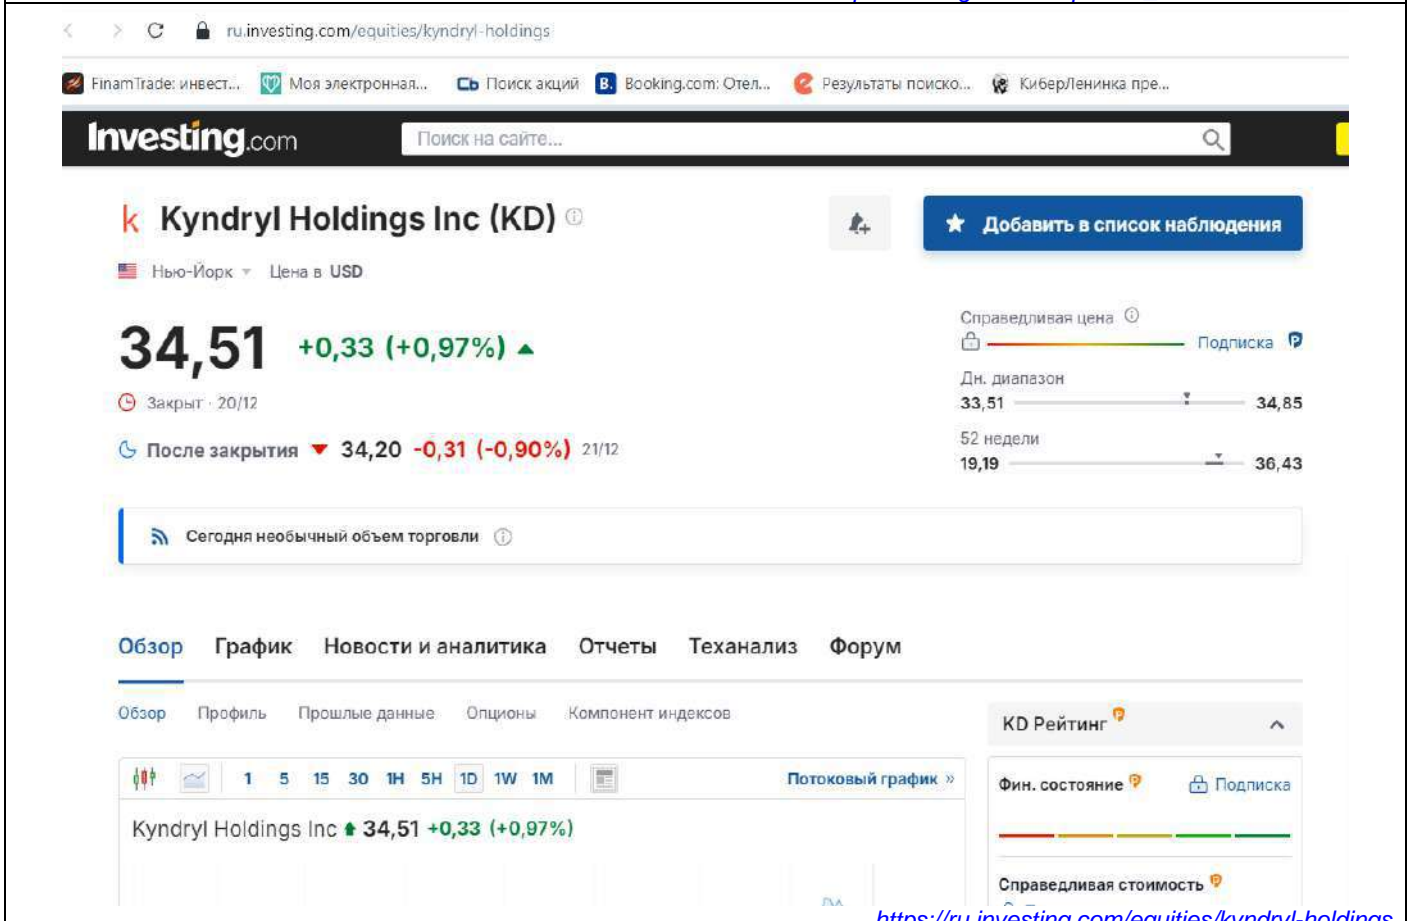 ru.investing.com/equities/kyndryl-holdings
FinamTrade: инвест... Моя электронная... Сь Поиск акций B. Booking.com: Отел... Результаты поиско... КиберЛенинка пре...
Investing.com Поиск на сайте...
k Kyndryl Holdings Inc (KD)
Добавить в список наблюдения
Нью-Йорк Цена в USD
34,51 +0,33 (+0,97%)
Справедливая цена
Подписка
Дн. диапазон
33,51 34,85
Закрыт · 20/12
52 недели
19,19 36,43
После закрытия 34,20 -0,31 (-0,90%) 21/12
Сегодня необычный объем торговли
Обзор График Новости и аналитика Отчеты Теханализ Форум
Обзор Профиль Прошлые данные Опционы Компонент индексов
KD Рейтинг
1 5 15 30 1H 5H 1D 1W 1M Потоковый график »
Фин. состояние Подписка
Kyndryl Holdings Inc 34,51 +0,33 (+0,97%)
Справедливая стоимость
https://ru.investing.com/equities/kyndryl-holdings